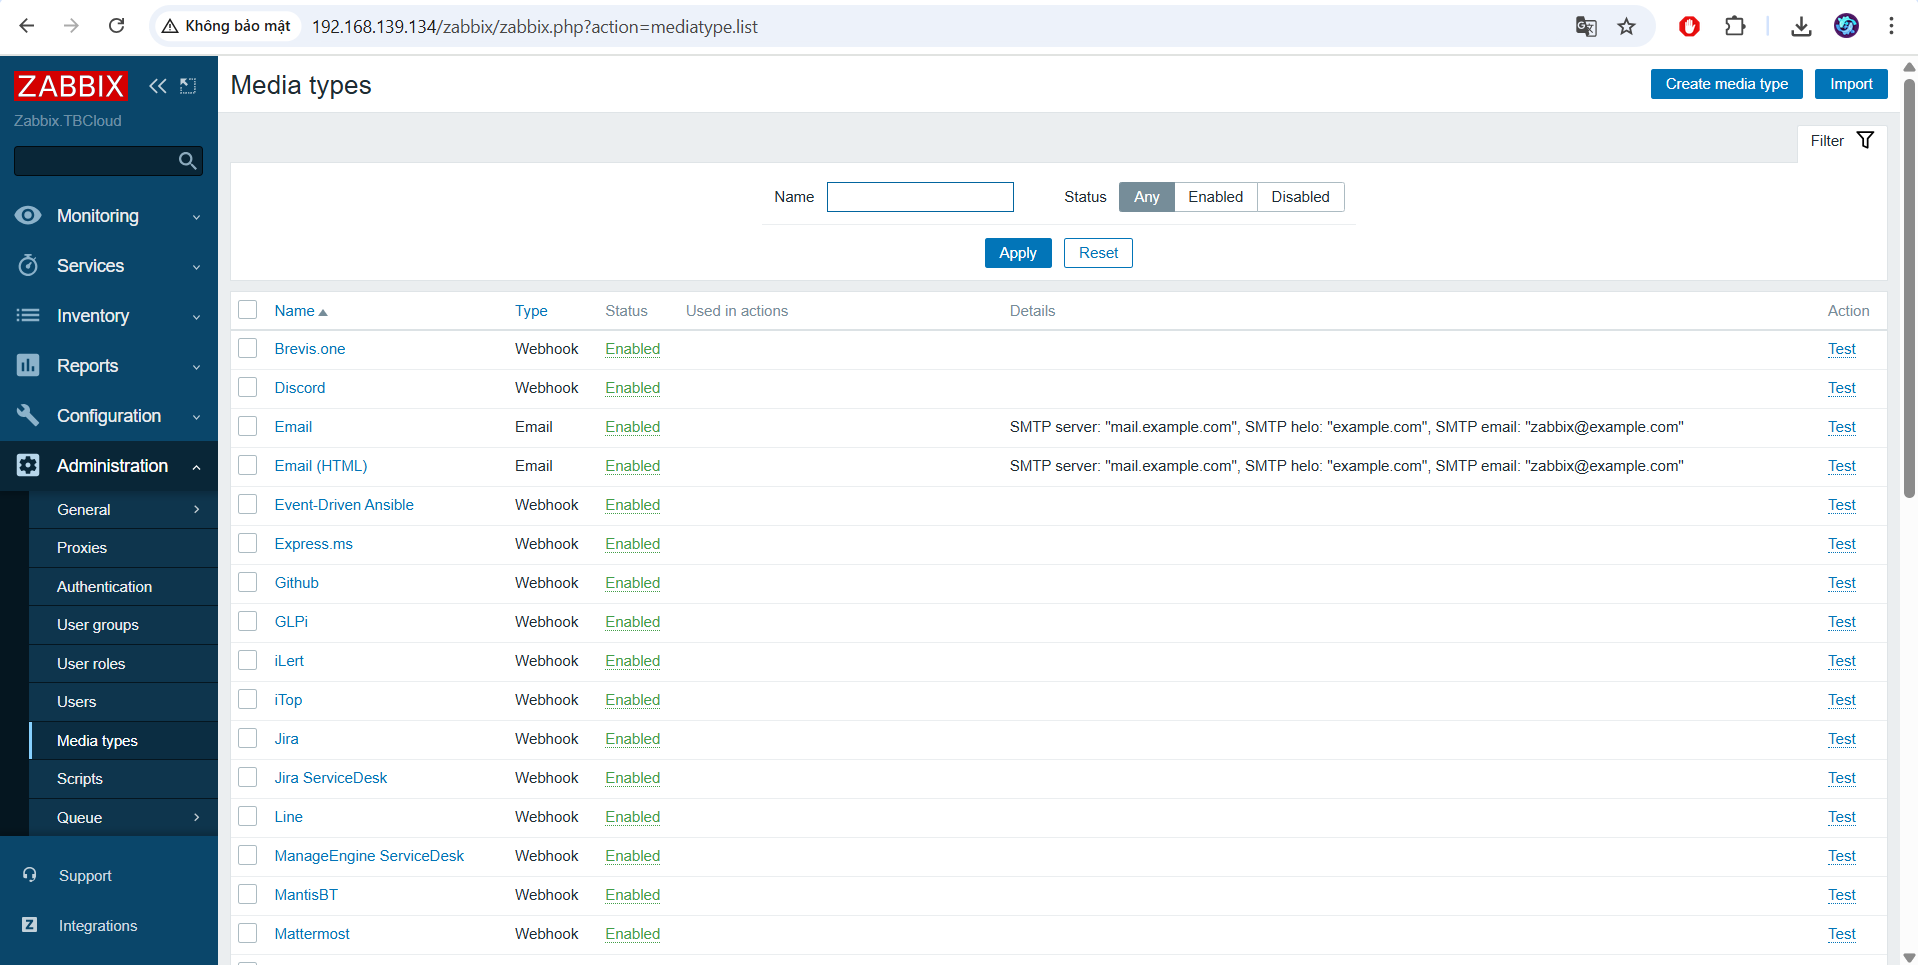 Không bảo mật 192.168.139.134/zabbix/zabbix.php?action=mediatype.list
ZABBIX
Zabbix.TBCloud
Monitoring
Services
Inventory
Reports
Configuration
Administration
General
Proxies
Authentication
User groups
User roles
Users
Media types
Scripts
Queue
Support
Integrations
Media types
Create media type Import
Filter
Name Status Any Enabled Disabled
Apply Reset
Name Type Status Used in actions Details Action
Brevis.one Webhook Enabled Test
Discord Webhook Enabled Test
Email Email Enabled SMTP server: "mail.example.com", SMTP helo: "example.com", SMTP email: "zabbix@example.com" Test
Email (HTML) Email Enabled SMTP server: "mail.example.com", SMTP helo: "example.com", SMTP email: "zabbix@example.com" Test
Event-Driven Ansible Webhook Enabled Test
Express.ms Webhook Enabled Test
Github Webhook Enabled Test
GLPi Webhook Enabled Test
iLert Webhook Enabled Test
iTop Webhook Enabled Test
Jira Webhook Enabled Test
Jira ServiceDesk Webhook Enabled Test
Line Webhook Enabled Test
ManageEngine ServiceDesk Webhook Enabled Test
MantisBT Webhook Enabled Test
Mattermost Webhook Enabled Test